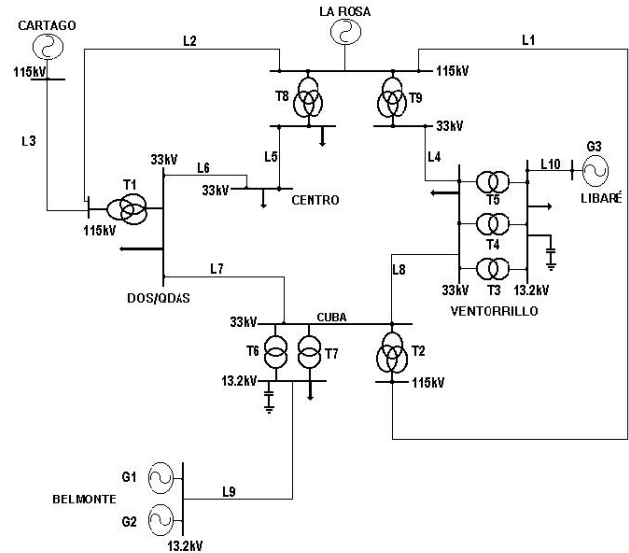 LA ROSA
CARTAGO
L2
L1
115kV
115kV
T8
T9
33kV
L3
L5
L4
G3
33kV
L6
L10
T1
33kV
CENTRO
T5
LIBARÉ
115kV
T4
L7
L8
T3
DOS/QDAS
33kV
13.2kV
VENTORRILLO
33kV
CUBA
T6
T7
T2
13.2kV
115kV
G1
BELMONTE
L9
G2
13.2kV